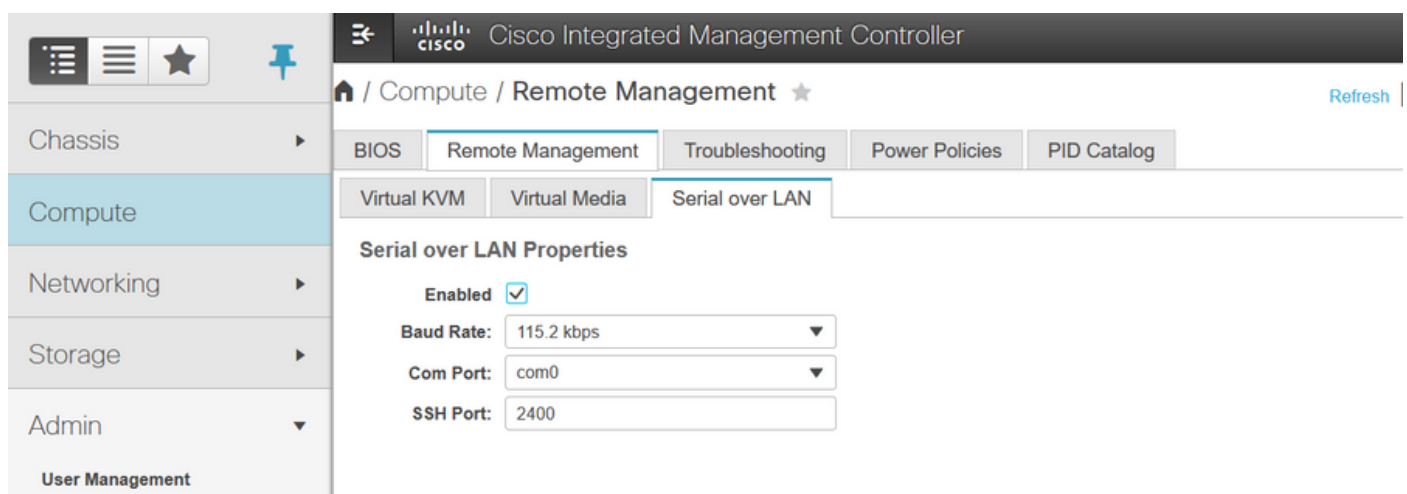 cisco Cisco Integrated Management Controller
/ Compute / Remote Management
Refresh
Chassis
Compute
Networking
Storage
Admin
User Management
BIOS Remote Management Troubleshooting Power Policies PID Catalog
Virtual KVM Virtual Media Serial over LAN
Serial over LAN Properties
Enabled
Baud Rate: 115.2 kbps
Com Port: com0
SSH Port: 2400